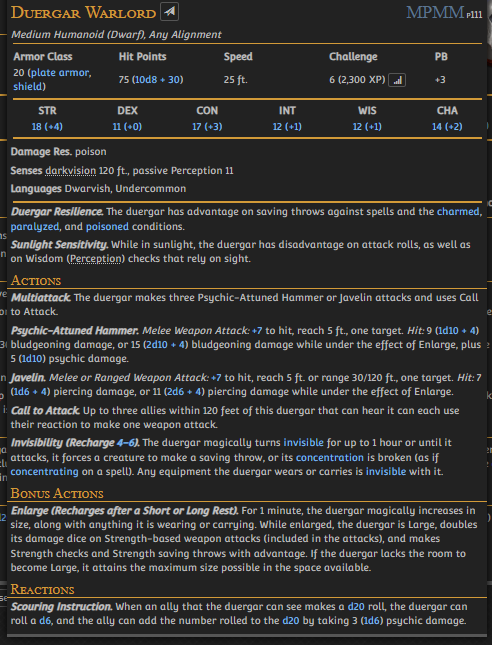 Duergar Warlord MPMM p111
Medium Humanoid (Dwarf), Any Alignment
Armor Class Hit Points Speed Challenge PB
20 (plate armor, shield) 75 (10d8 + 30) 25 ft. 6 (2,300 XP) +3
STR DEX CON INT WIS CHA
18 (+4) 11 (+0) 17 (+3) 12 (+1) 12 (+1) 14 (+2)
Damage Res. poison
Senses darkvision 120 ft., passive Perception 11
Languages Dwarvish, Undercommon
Duergar Resilience. The duergar has advantage on saving throws against spells and the charmed,
paralyzed, and poisoned conditions.
Sunlight Sensitivity. While in sunlight, the duergar has disadvantage on attack rolls, as well as
on Wisdom (Perception) checks that rely on sight.
Actions
Multiattack. The duergar makes three Psychic-Attuned Hammer or Javelin attacks and uses Call
to Attack.
Psychic-Attuned Hammer. Melee Weapon Attack: +7 to hit, reach 5 ft., one target. Hit: 9 (1d10 + 4)
bludgeoning damage, or 15 (2d10 + 4) bludgeoning damage while under the effect of Enlarge, plus
5 (1d10) psychic damage.
Javelin. Melee or Ranged Weapon Attack: +7 to hit, reach 5 ft. or range 30/120 ft., one target. Hit: 7
(1d6 + 4) piercing damage, or 11 (2d6 + 4) piercing damage while under the effect of Enlarge.
Call to Attack. Up to three allies within 120 feet of this duergar that can hear it can each use
their reaction to make one weapon attack.
Invisibility (Recharge 4–6). The duergar magically turns invisible for up to 1 hour or until it
attacks, it forces a creature to make a saving throw, or its concentration is broken (as if
concentrating on a spell). Any equipment the duergar wears or carries is invisible with it.
Bonus Actions
Enlarge (Recharges after a Short or Long Rest). For 1 minute, the duergar magically increases in
size, along with anything it is wearing or carrying. While enlarged, the duergar is Large, doubles
its damage dice on Strength-based weapon attacks (included in the attacks), and makes
Strength checks and Strength saving throws with advantage. If the duergar lacks the room to
become Large, it attains the maximum size possible in the space available.
Reactions
Scouring Instruction. When an ally that the duergar can see makes a d20 roll, the duergar can
roll a d6, and the ally can add the number rolled to the d20 by taking 3 (1d6) psychic damage.